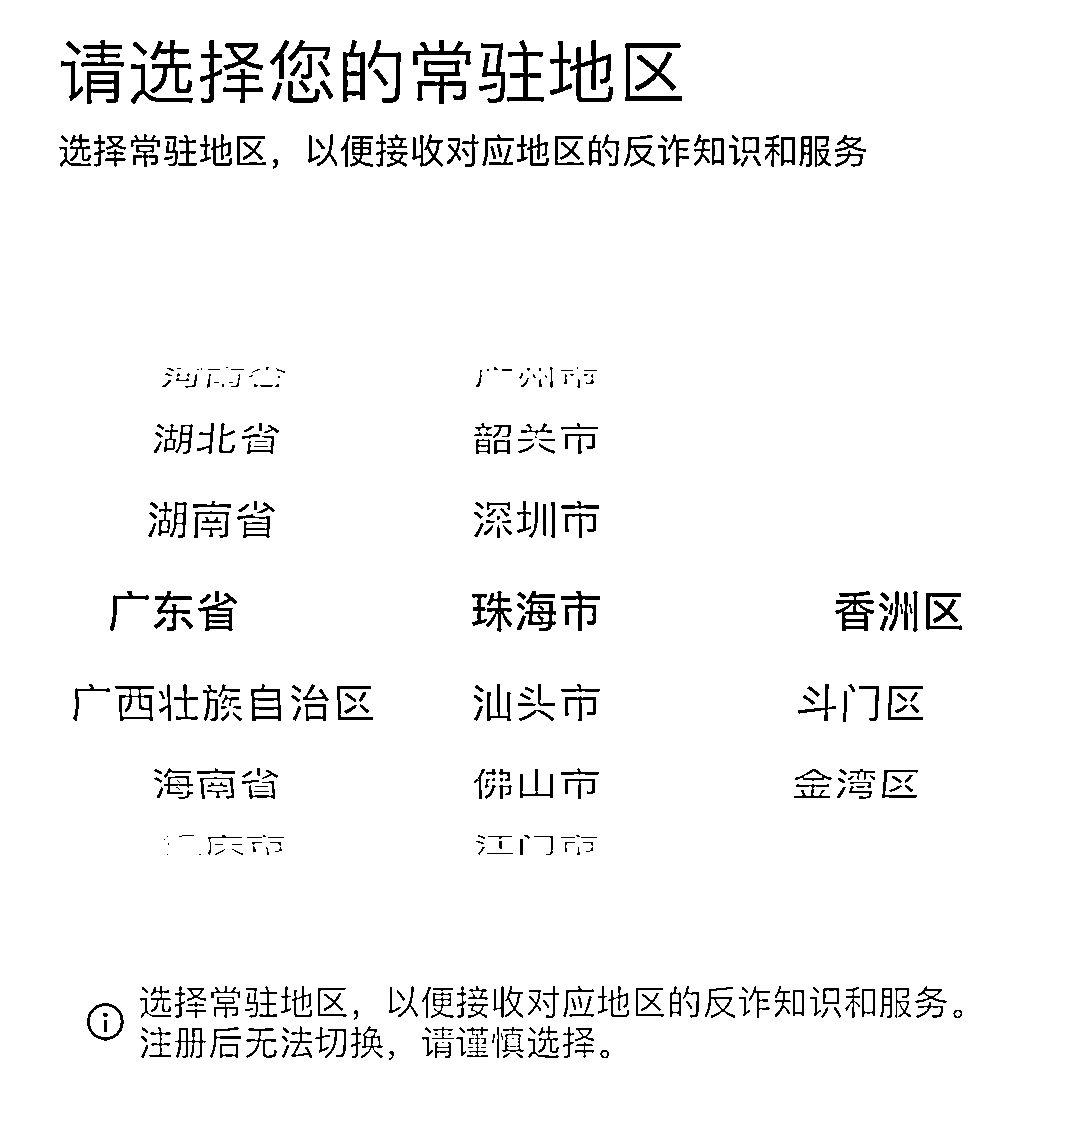 请选择您的常驻地区
选择常驻地区，以便接收对应地区的反诈知识和服务
河南省 广州市
湖北省 韶关市
湖南省 深圳市
广东省 珠海市 香洲区
广西壮族自治区 汕头市 斗门区
海南省 佛山市 金湾区
重庆市 江门市
选择常驻地区，以便接收对应地区的反诈知识和服务。
注册后无法切换，请谨慎选择。